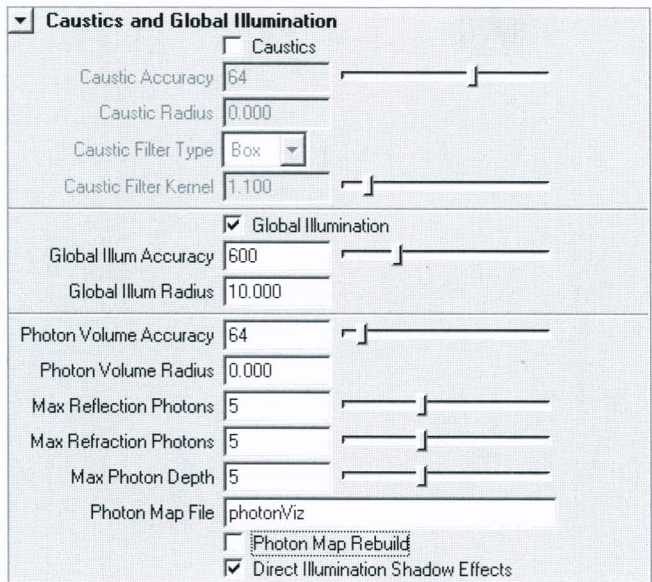 Caustics and Global Illumination
Caustics
Caustic Accuracy 64
Caustic Radius 0.000
Caustic Filter Type Box
Caustic Filter Kernel 1.100
Global Illumination
Global Illum Accuracy 600
Global Illum Radius 10.000
Photon Volume Accuracy 64
Photon Volume Radius 0.000
Max Reflection Photons 5
Max Refraction Photons 5
Max Photon Depth 5
Photon Map File photonViz
Photon Map Rebuild
Direct Illumination Shadow Effects